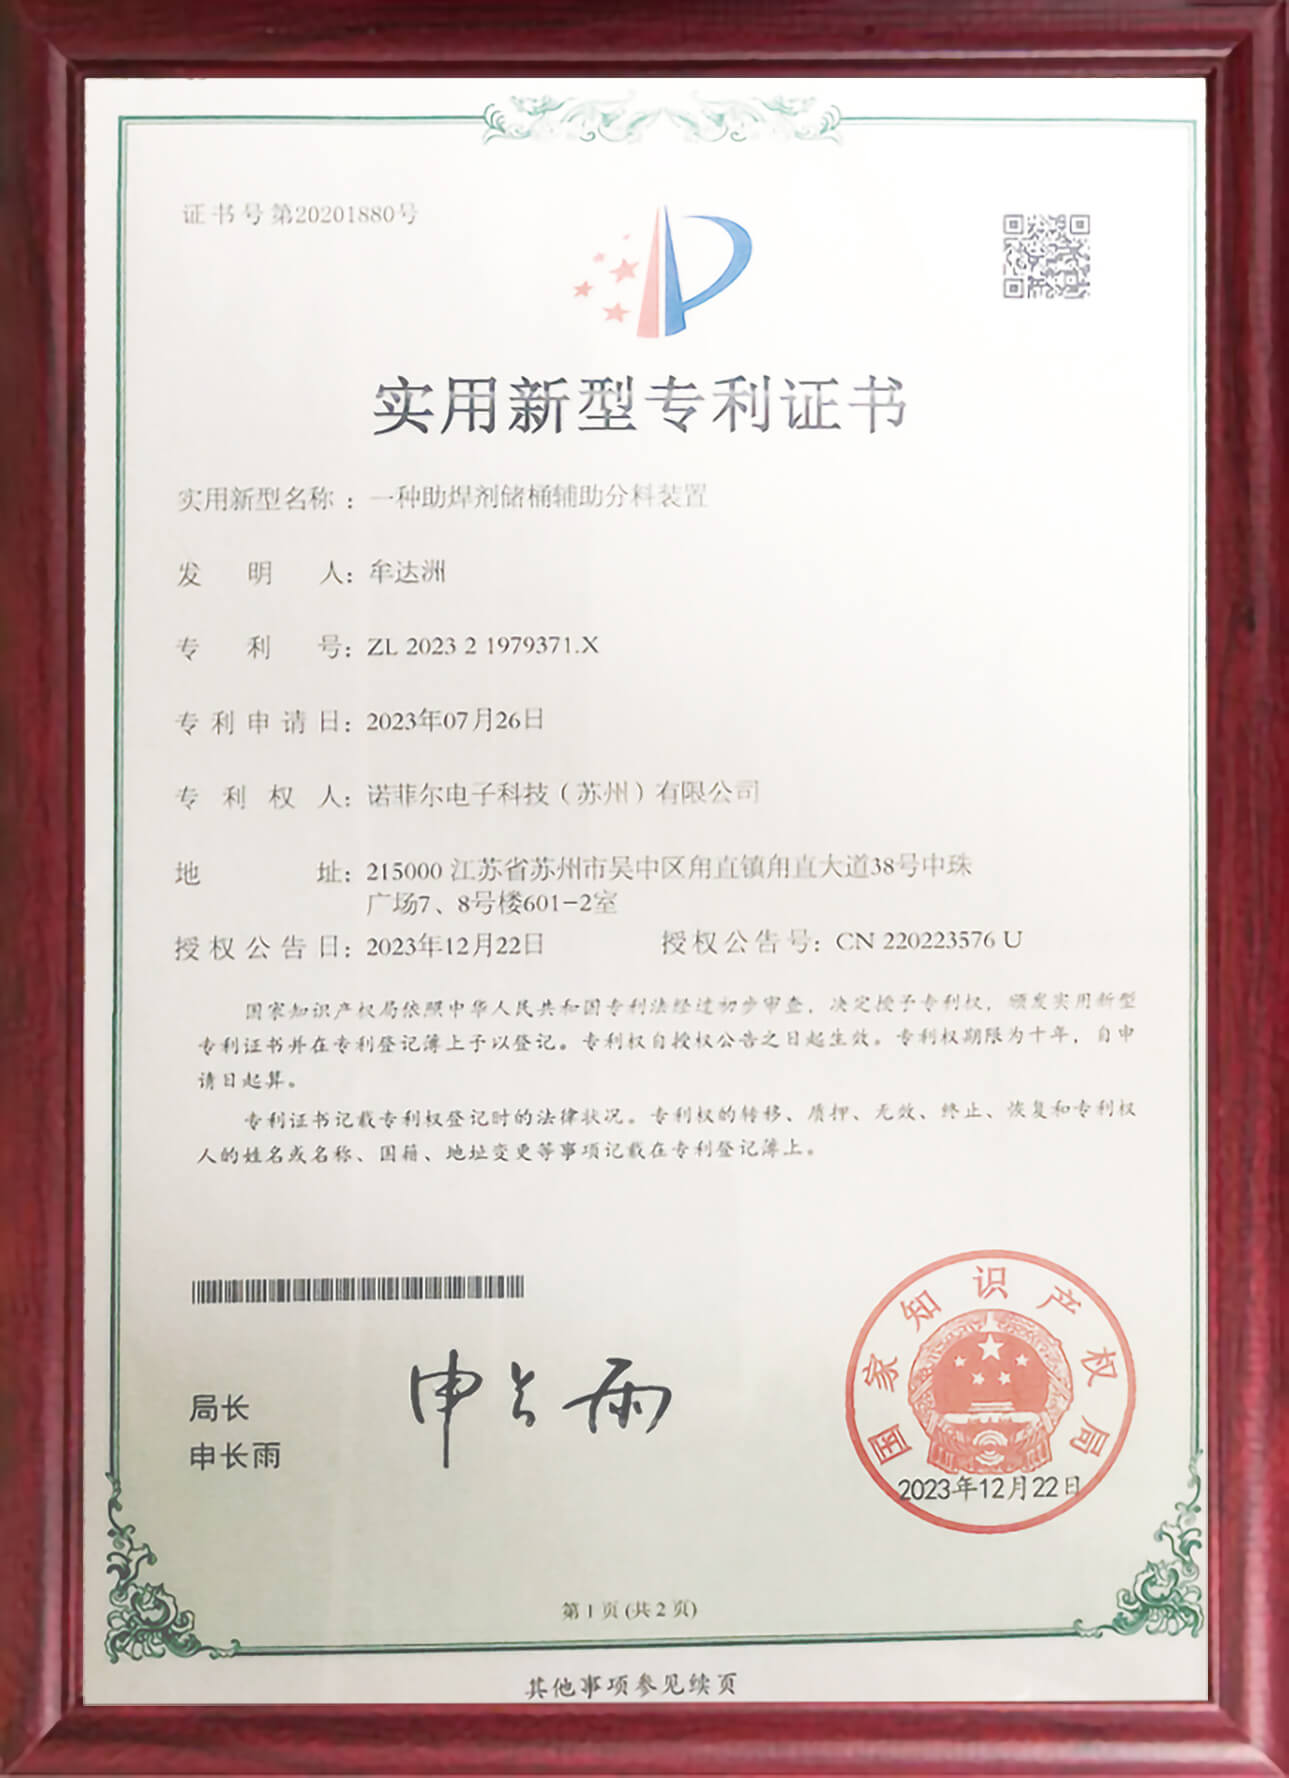 证书号第20201880号
实用新型专利证书
实用新型名称：一种助焊剂储桶辅助分料装置
发明人：牟达洲
专利号：ZL 2023 2 1979371.X
专利申请日：2023年07月26日
专利权人：诺菲尔电子科技（苏州）有限公司
地址：215000 江苏省苏州市吴中区甪直镇甪直大道38号中珠
广场7、8号楼601-2室
授权公告日：2023年12月22日 授权公告号：CN 220223576 U
国家知识产权局依照中华人民共和国专利法经过初步审查，决定授予专利权，颁发实用新型
专利证书并在专利登记簿上予以登记。专利权自授权公告之日起生效。专利权期限为十年，自申
请日起算。
专利证书记载专利权登记时的法律状况。专利权的转移、质押、无效、终止、恢复和专利权
人的姓名或名称、国籍、地址变更等事项记载在专利登记簿上。
局长
申长雨
申长雨
国家知识产权局
2023年12月22日
第 1 页 (共 2 页)
其他事项参见续页